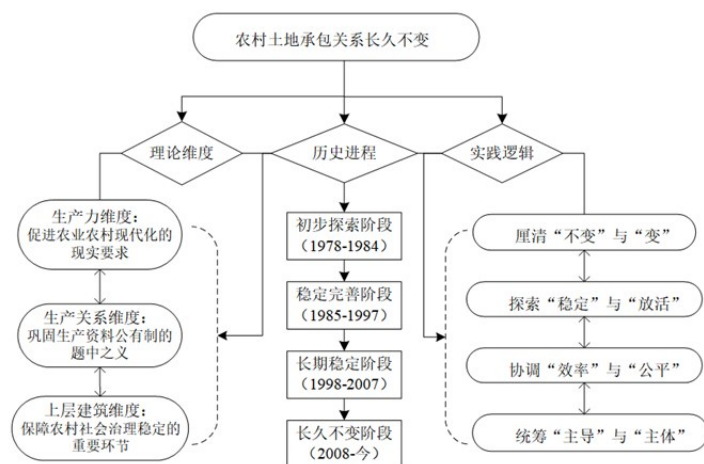 农村土地承包关系长久不变
理论维度
历史进程
实践逻辑
生产力维度：
促进农业农村现代化的
现实要求
生产关系维度：
巩固生产资料公有制的
题中之义
上层建筑维度：
保障农村社会治理稳定的
重要环节
初步探索阶段
（1978-1984）
稳定完善阶段
（1985-1997）
长期稳定阶段
（1998-2007）
长久不变阶段
（2008-今）
厘清“不变”与“变”
探索“稳定”与“放活”
协调“效率”与“公平”
统筹“主导”与“主体”